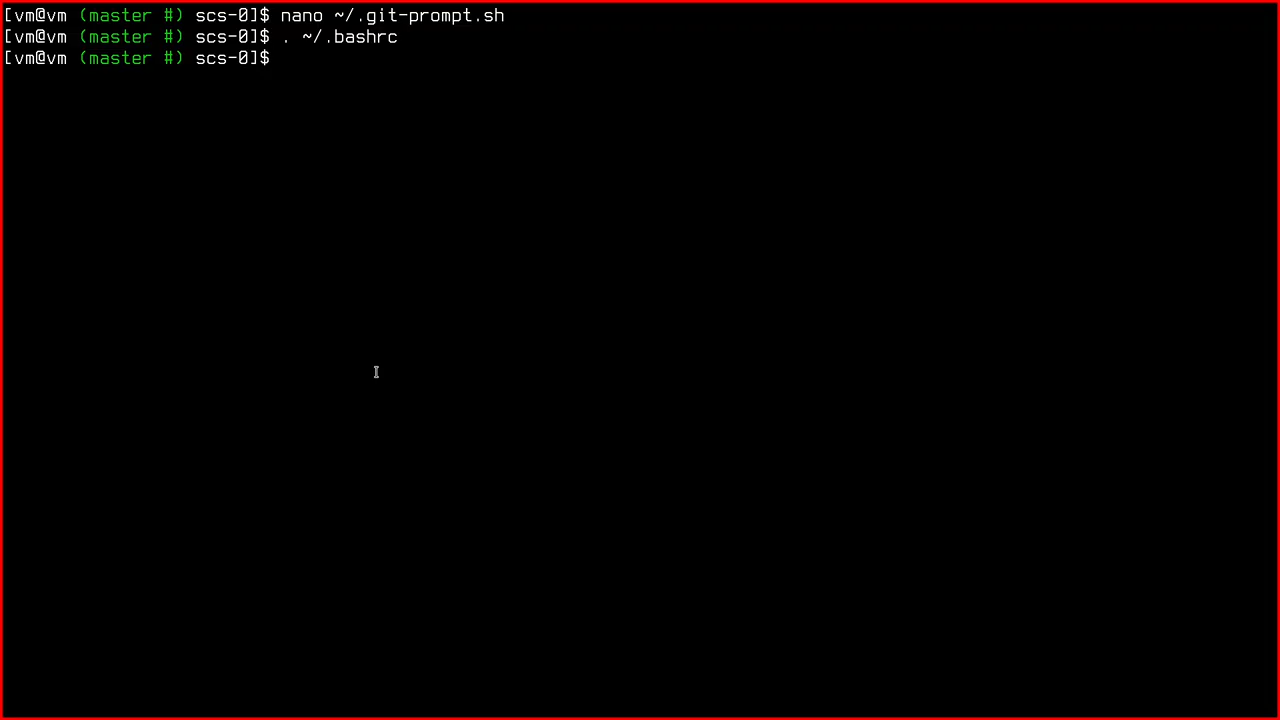 [vm@vm (master #) scs-0]$ nano ~/.git-prompt.sh
[vm@vm (master #) scs-0]$ . ~/.bashrc
[vm@vm (master #) scs-0]$